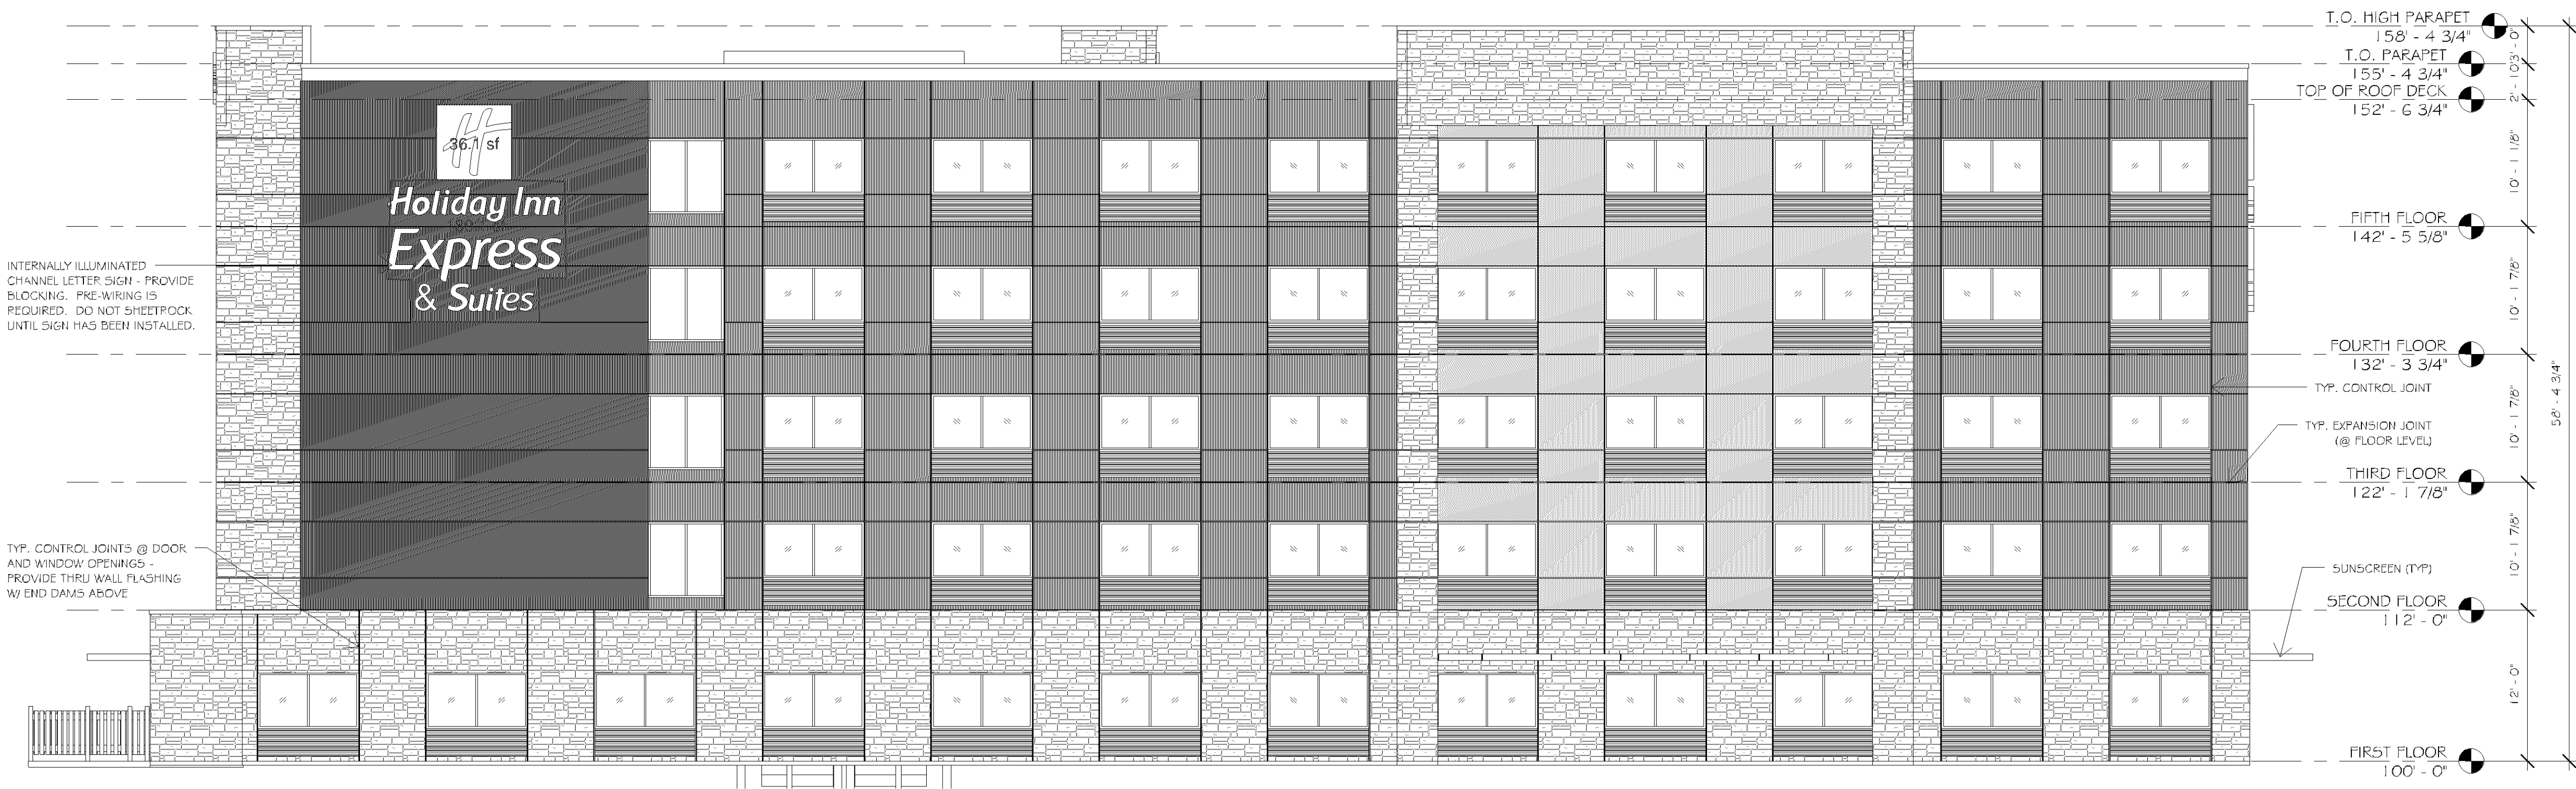 T.O. HIGH PARAPET
158' - 4 3/4"
T.O. PARAPET
155' - 4 3/4"
TOP OF ROOF DECK
152' - 6 3/4"
36.1 sf
Holiday Inn
Express
& Suites
INTERNALLY ILLUMINATED
CHANNEL LETTER SIGN - PROVIDE
BLOCKING. PRE-WIRING IS
REQUIRED. DO NOT SHEETROCK
UNTIL SIGN HAS BEEN INSTALLED.
10' - 1 1/8"
FIFTH FLOOR
142' - 5 5/8"
10' - 1 7/8"
FOURTH FLOOR
132' - 3 3/4"
58' - 4 3/4"
TYP. CONTROL JOINT
10' - 1 7/8"
TYP. EXPANSION JOINT
(@ FLOOR LEVEL)
THIRD FLOOR
122' - 1 7/8"
10' - 1 7/8"
TYP. CONTROL JOINTS @ DOOR
AND WINDOW OPENINGS -
PROVIDE THRU WALL FLASHING
W/ END DAMS ABOVE
SUNSCREEN (TYP)
SECOND FLOOR
112' - 0"
12' - 0"
FIRST FLOOR
100' - 0"